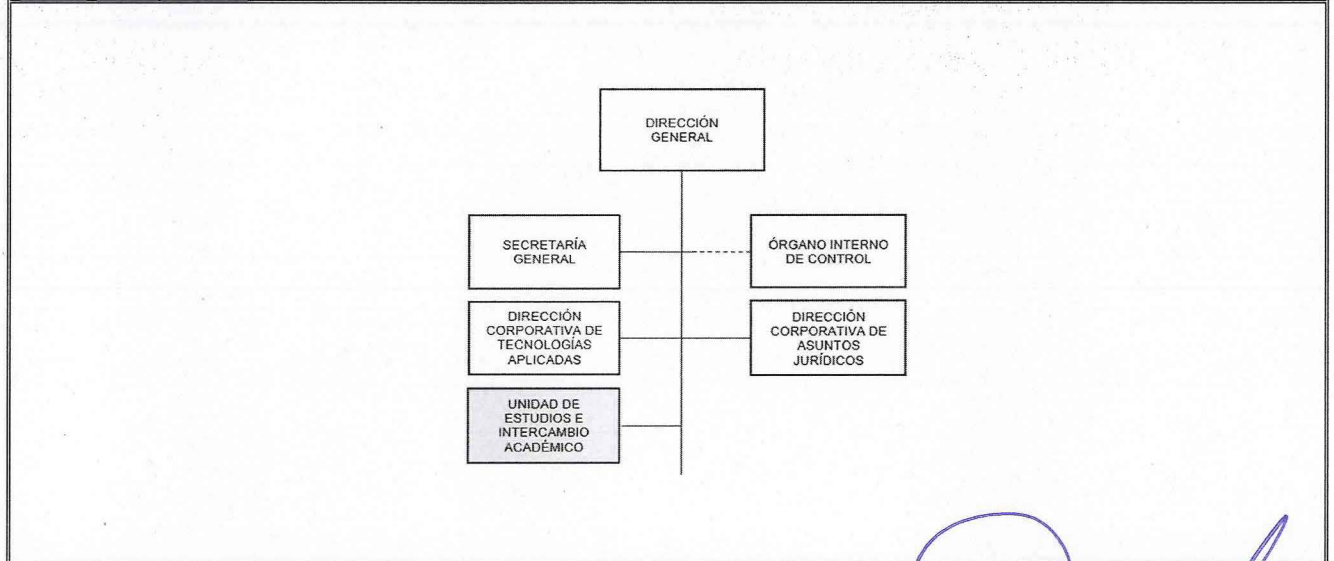 DIRECCIÓN
GENERAL
SECRETARÍA
GENERAL
ÓRGANO INTERNO
DE CONTROL
DIRECCIÓN
CORPORATIVA DE
TECNOLOGÍAS
APLICADAS
DIRECCIÓN
CORPORATIVA DE
ASUNTOS
JURÍDICOS
UNIDAD DE
ESTUDIOS E
INTERCAMBIO
ACADÉMICO